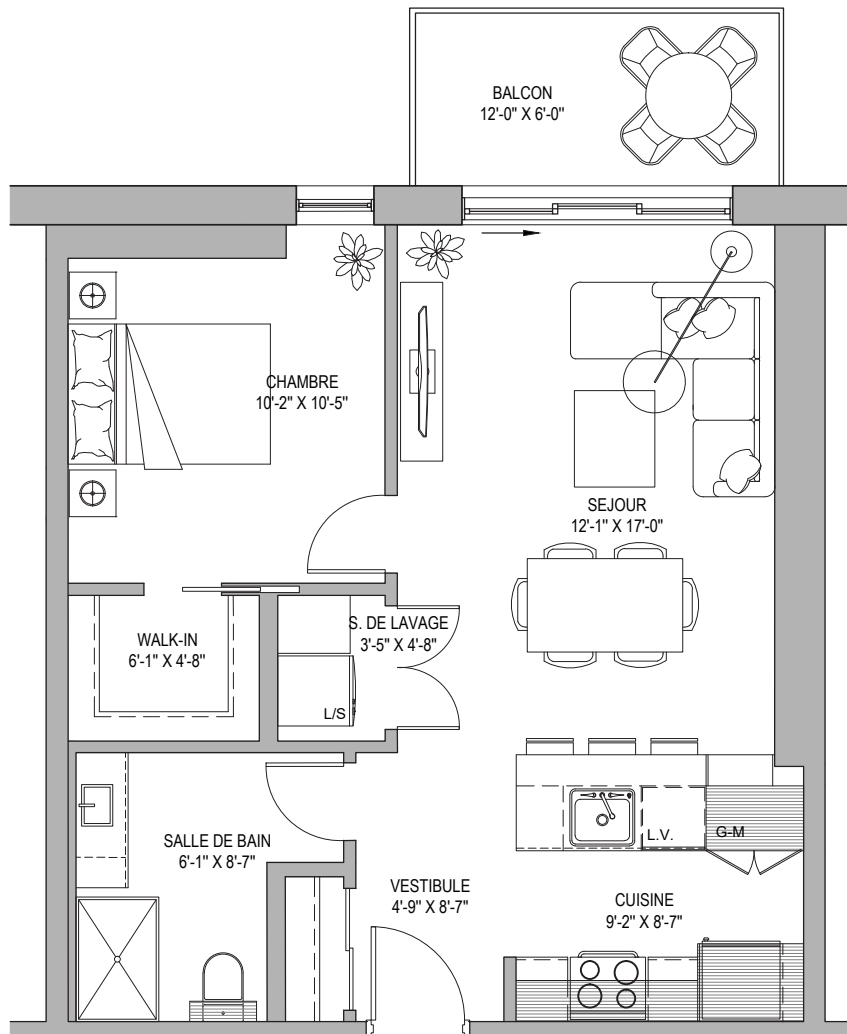 BALCON
12'-0" X 6'-0"
CHAMBRE
10'-2" X 10'-5"
SEJOUR
12'-1" X 17'-0"
S. DE LAVAGE
3'-5" X 4'-8"
WALK-IN
6'-1" X 4'-8"
L/S
L.V.
G-M
SALLE DE BAIN
6'-1" X 8'-7"
VESTIBULE
4'-9" X 8'-7"
CUISINE
9'-2" X 8'-7"